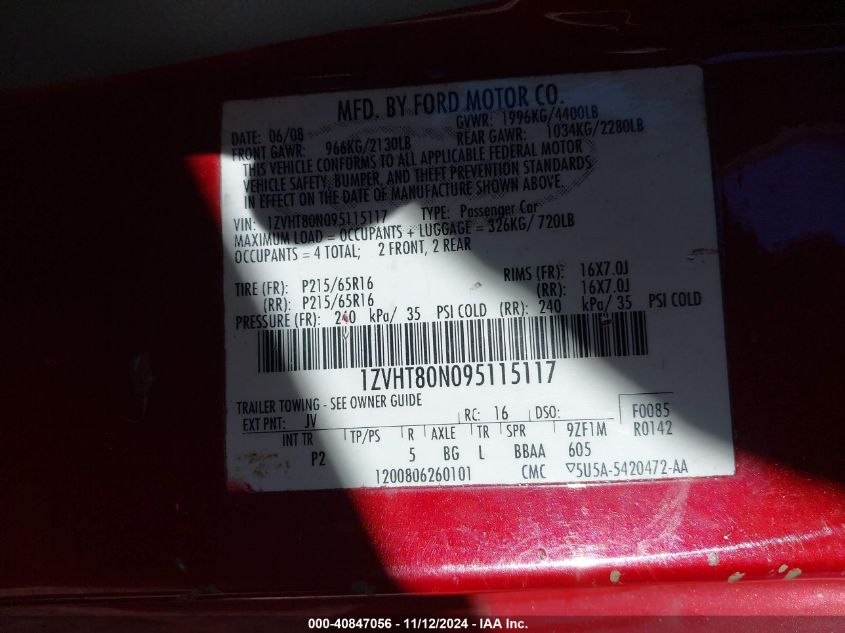 MFD. BY FORD MOTOR CO.
DATE: 06/08 GVWR: 1996KG/4400LB
FRONT GAWR: 966KG/2130LB REAR GAWR: 1034KG/2280LB
THIS VEHICLE CONFORMS TO ALL APPLICABLE FEDERAL MOTOR
VEHICLE SAFETY, BUMPER, AND THEFT PREVENTION STANDARDS
IN EFFECT ON THE DATE OF MANUFACTURE SHOWN ABOVE.
VIN: 1ZVHT80N095115117 TYPE: Passenger Car
MAXIMUM LOAD = OCCUPANTS + LUGGAGE = 326KG/ 720LB
OCCUPANTS = 4 TOTAL; 2 FRONT, 2 REAR
TIRE (FR): P215/65R16 RIMS (FR): 16X7.0J
(RR): P215/65R16 (RR): 16X7.0J
PRESSURE (FR): 240 kPa/ 35 PSI COLD (RR): 240 kPa/ 35 PSI COLD
1ZVHT80N095115117
TRAILER TOWING - SEE OWNER GUIDE
EXT PNT: JV RC: 16 DSO: F0085
INT TR TP/PS R AXLE TR SPR 9ZF1M R0142
P2 5 BG L BBAA 605
1200806260101 CMC ▽5U5A-5420472-AA
000-40847056 - 11/12/2024 - IAA Inc.